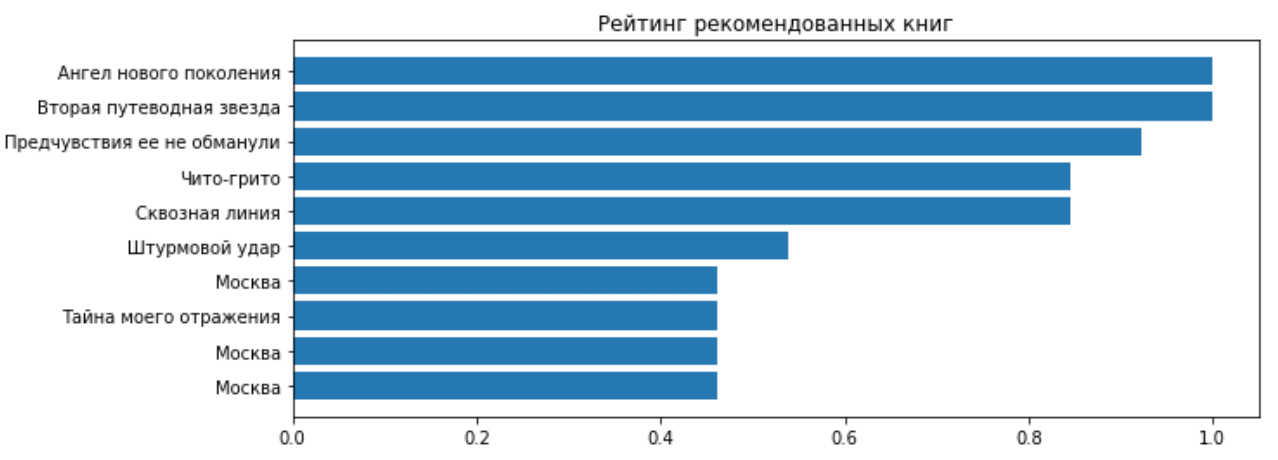 Рейтинг рекомендованных книг
Ангел нового поколения
Вторая путеводная звезда
Предчувствия ее не обманули
Чито-грито
Сквозная линия
Штурмовой удар
Москва
Тайна моего отражения
Москва
Москва
0.0 0.2 0.4 0.6 0.8 1.0